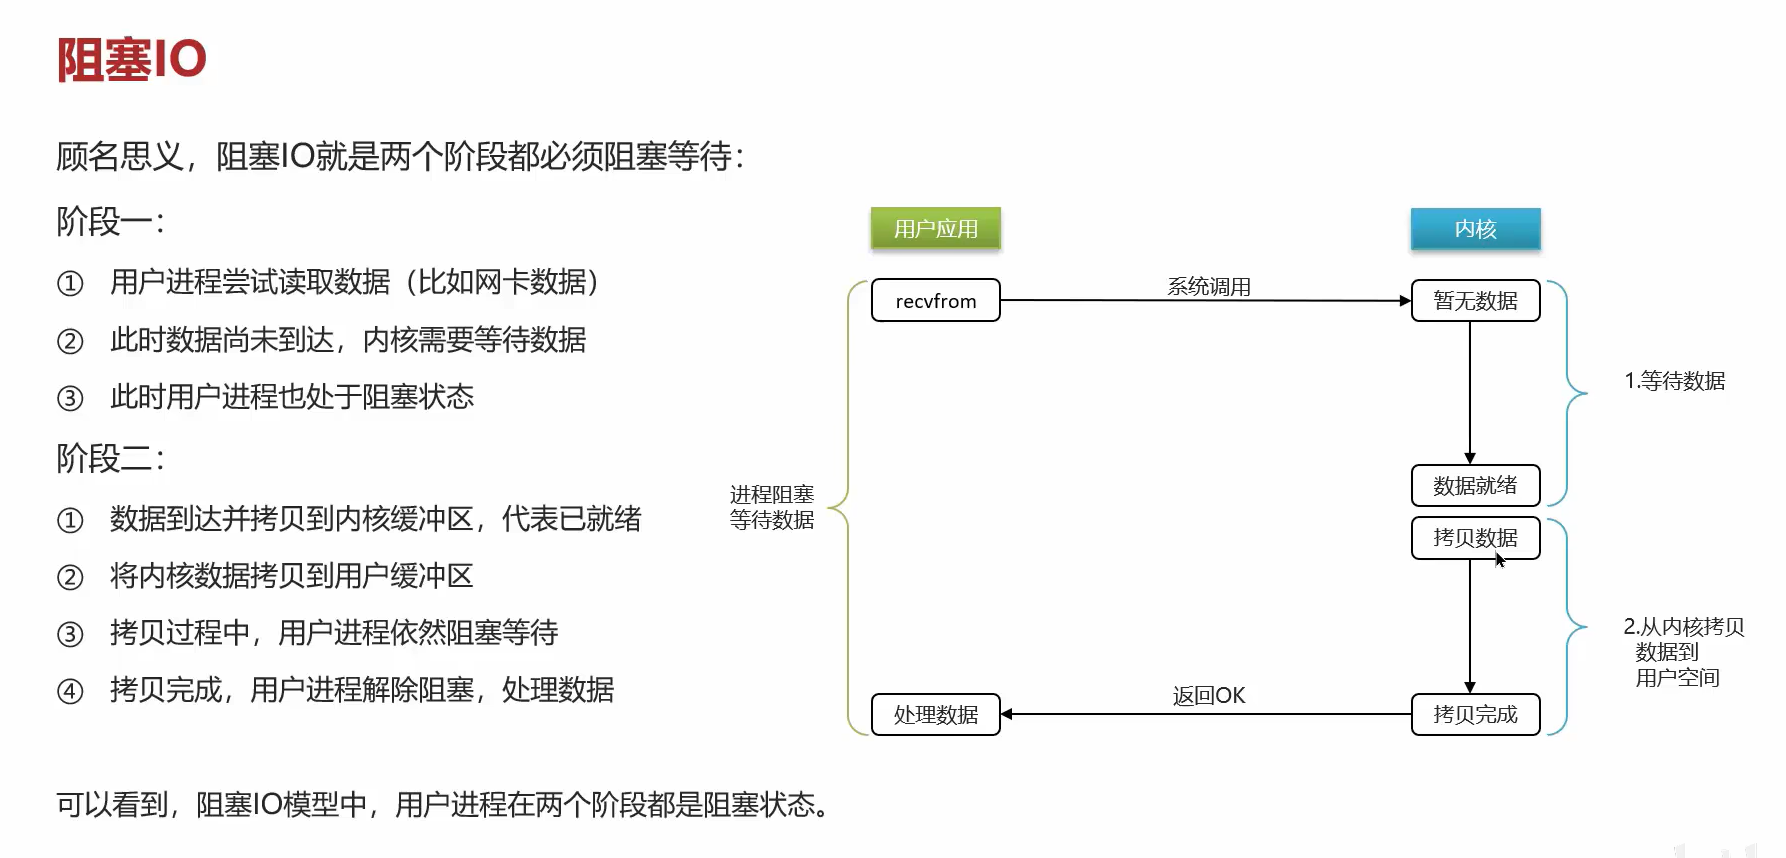 阻塞IO
顾名思义，阻塞IO就是两个阶段都必须阻塞等待：
阶段一：
① 用户进程尝试读取数据（比如网卡数据）
② 此时数据尚未到达，内核需要等待数据
③ 此时用户进程也处于阻塞状态
阶段二：
① 数据到达并拷贝到内核缓冲区，代表已就绪
② 将内核数据拷贝到用户缓冲区
③ 拷贝过程中，用户进程依然阻塞等待
④ 拷贝完成，用户进程解除阻塞，处理数据
可以看到，阻塞IO模型中，用户进程在两个阶段都是阻塞状态。
用户应用
内核
recvfrom
系统调用
暂无数据
1.等待数据
数据就绪
进程阻塞
等待数据
拷贝数据
2.从内核拷贝
数据到
用户空间
处理数据
返回OK
拷贝完成